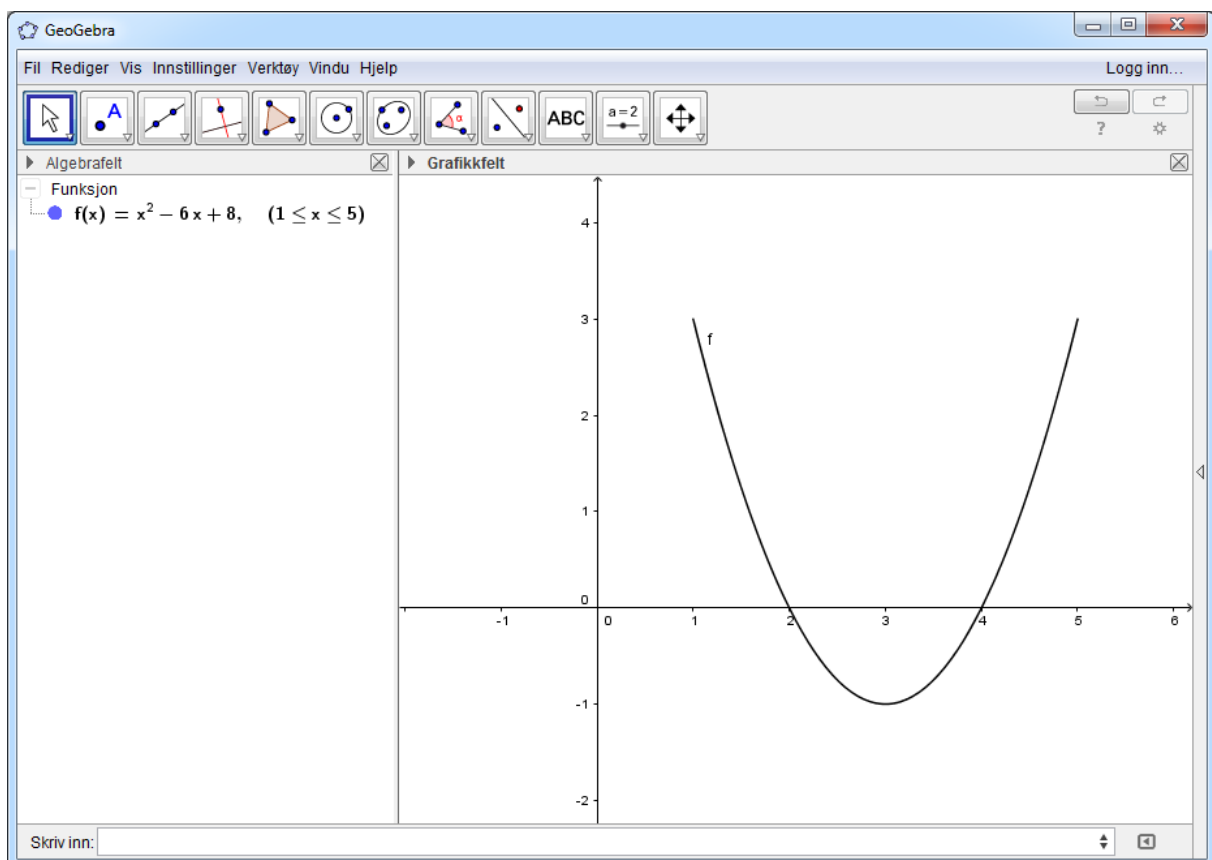 GeoGebra
Fil Rediger Vis Innstillinger Verktøy Vindu Hjelp Logg inn...
A α ABC a=2 ?
Algebrafelt Grafikkfelt
Funksjon
f(x) = x² − 6 x + 8, (1 ≤ x ≤ 5)
4
3
f
2
1
0
-1 0 1 2 3 4 5 6
-1
-2
Skriv inn: